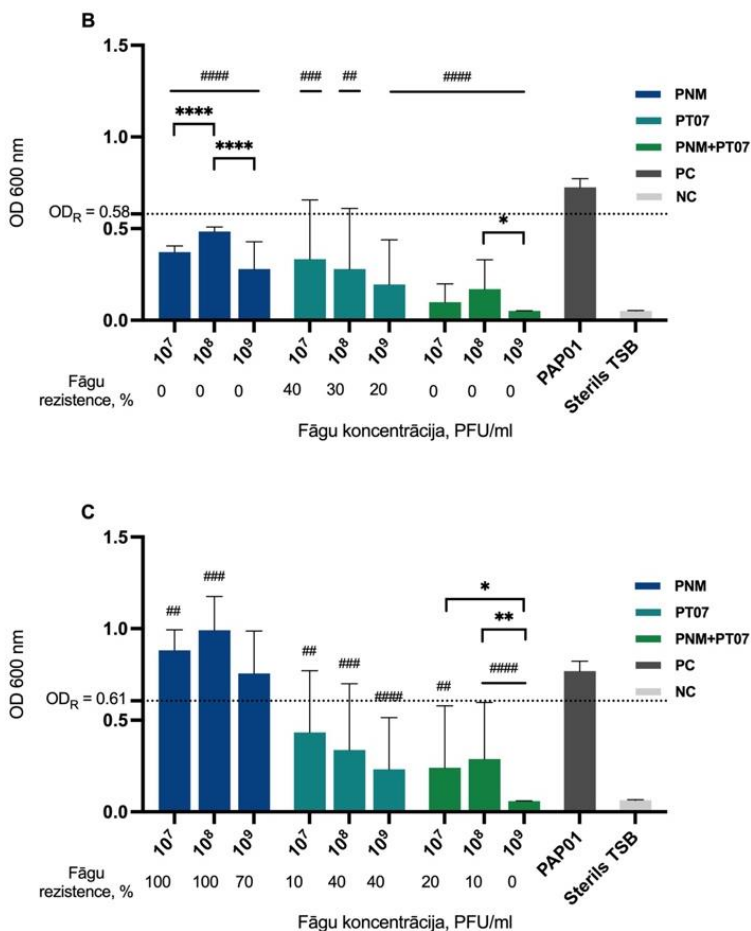 B
1.5
1.0
0.5
0.0
OD 600 nm
ODR = 0.58
####
###
##
####
****
****
*
PNM
PT07
PNM+PT07
PC
NC
10⁷
10⁸
10⁹
10⁷
10⁸
10⁹
10⁷
10⁸
10⁹
PAP01
Sterils TSB
Fāgu
rezistence, %
0 0 0 40 30 20 0 0 0
Fāgu koncentrācija, PFU/ml
C
1.5
1.0
0.5
0.0
OD 600 nm
ODR = 0.61
##
###
##
###
####
##
####
*
**
PNM
PT07
PNM+PT07
PC
NC
10⁷
10⁸
10⁹
10⁷
10⁸
10⁹
10⁷
10⁸
10⁹
PAP01
Sterils TSB
Fāgu
rezistence, %
100 100 70 10 40 40 20 10 0
Fāgu koncentrācija, PFU/ml